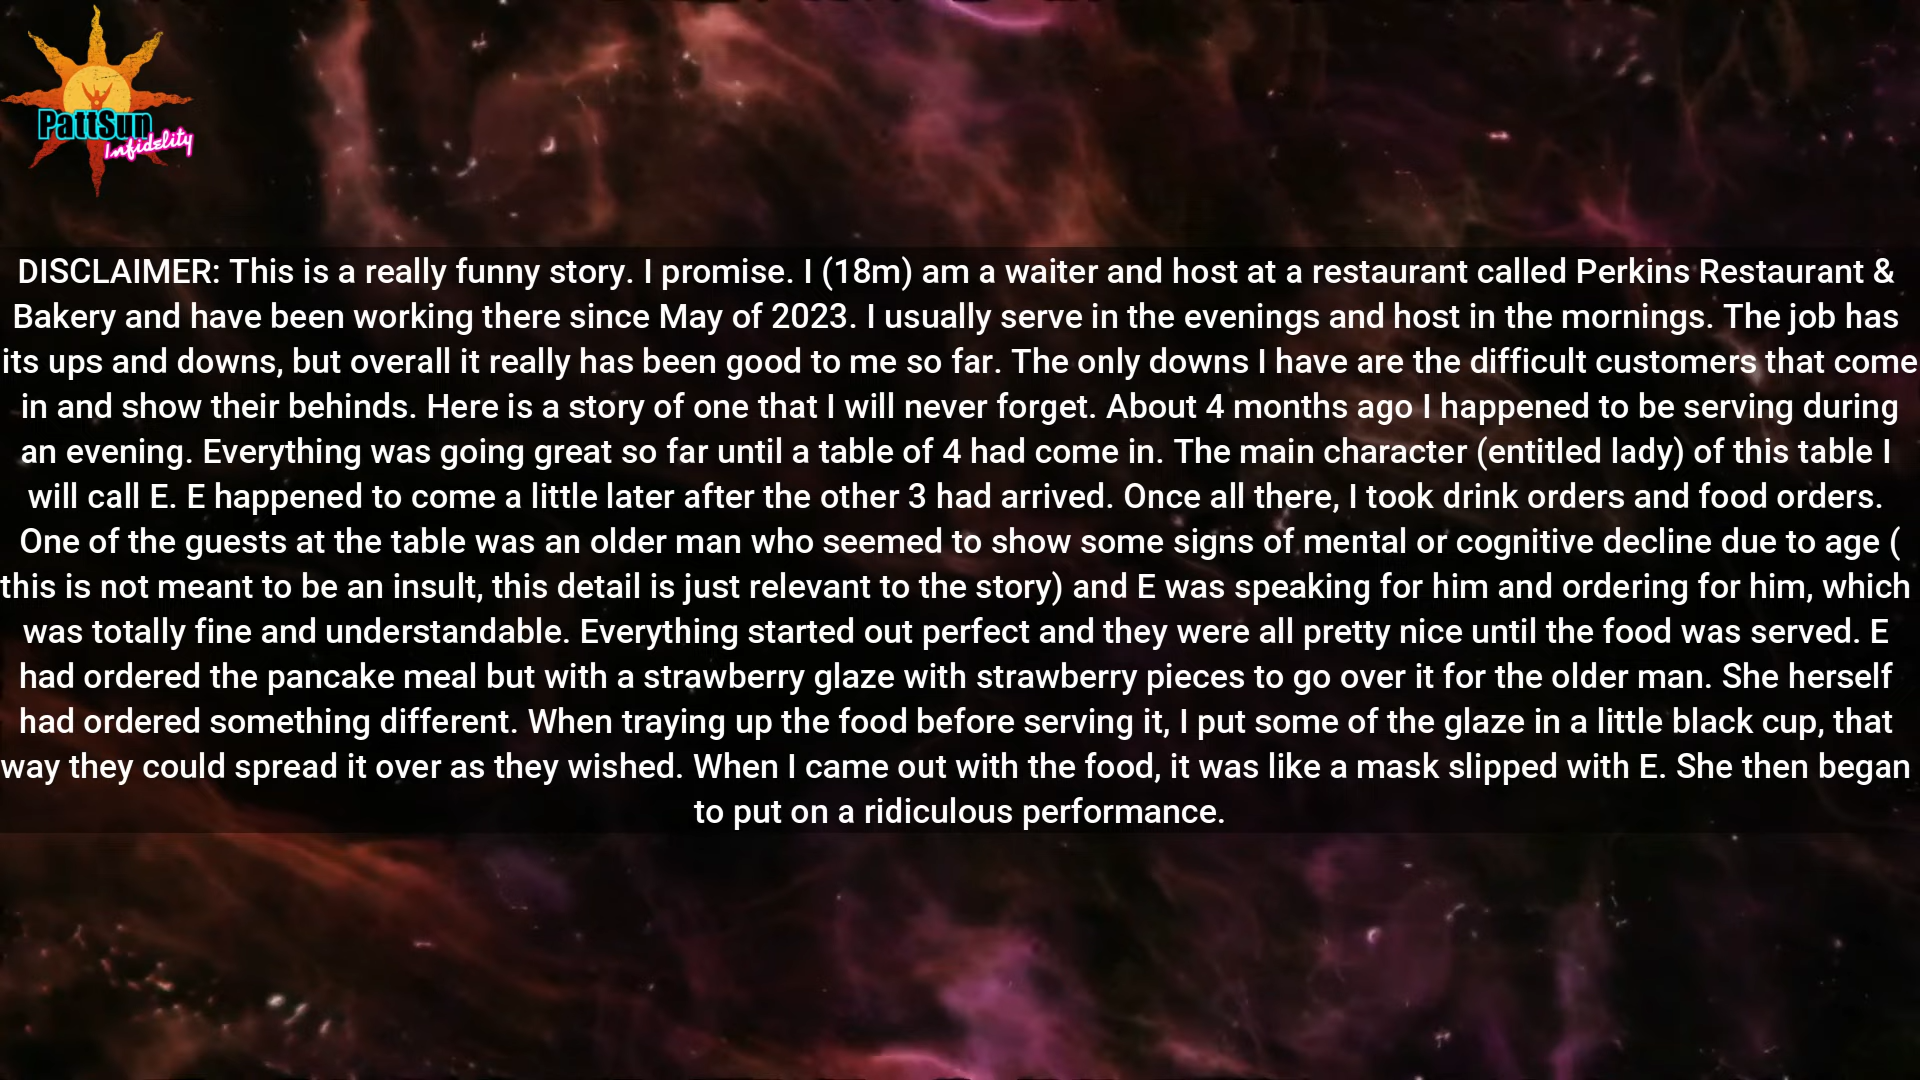 PattSun
Infidelity
DISCLAIMER: This is a really funny story. I promise. I (18m) am a waiter and host at a restaurant called Perkins Restaurant &
Bakery and have been working there since May of 2023. I usually serve in the evenings and host in the mornings. The job has
its ups and downs, but overall it really has been good to me so far. The only downs I have are the difficult customers that come
in and show their behinds. Here is a story of one that I will never forget. About 4 months ago I happened to be serving during
an evening. Everything was going great so far until a table of 4 had come in. The main character (entitled lady) of this table I
will call E. E happened to come a little later after the other 3 had arrived. Once all there, I took drink orders and food orders.
One of the guests at the table was an older man who seemed to show some signs of mental or cognitive decline due to age (
this is not meant to be an insult, this detail is just relevant to the story) and E was speaking for him and ordering for him, which
was totally fine and understandable. Everything started out perfect and they were all pretty nice until the food was served. E
had ordered the pancake meal but with a strawberry glaze with strawberry pieces to go over it for the older man. She herself
had ordered something different. When traying up the food before serving it, I put some of the glaze in a little black cup, that
way they could spread it over as they wished. When I came out with the food, it was like a mask slipped with E. She then began
to put on a ridiculous performance.